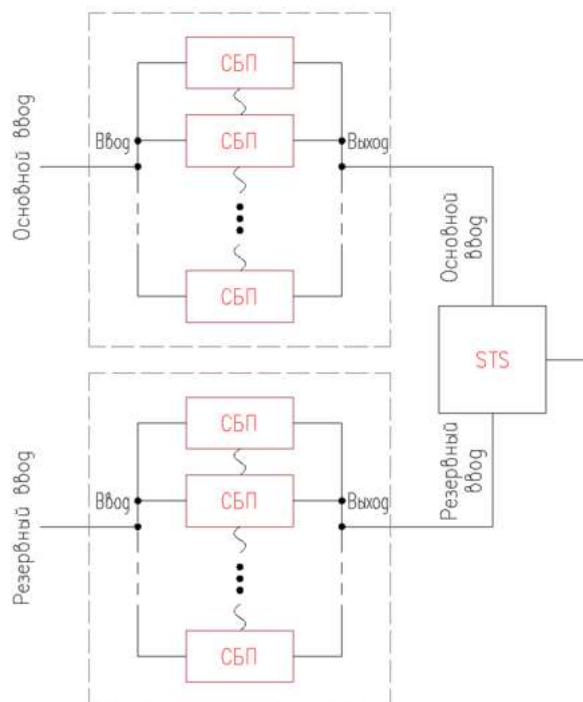 Основной ввод
Ввод
СБП
СБП
СБП
Выход
Основной
ввод
STS
Резервный
ввод
Резервный ввод
Ввод
СБП
СБП
СБП
Выход